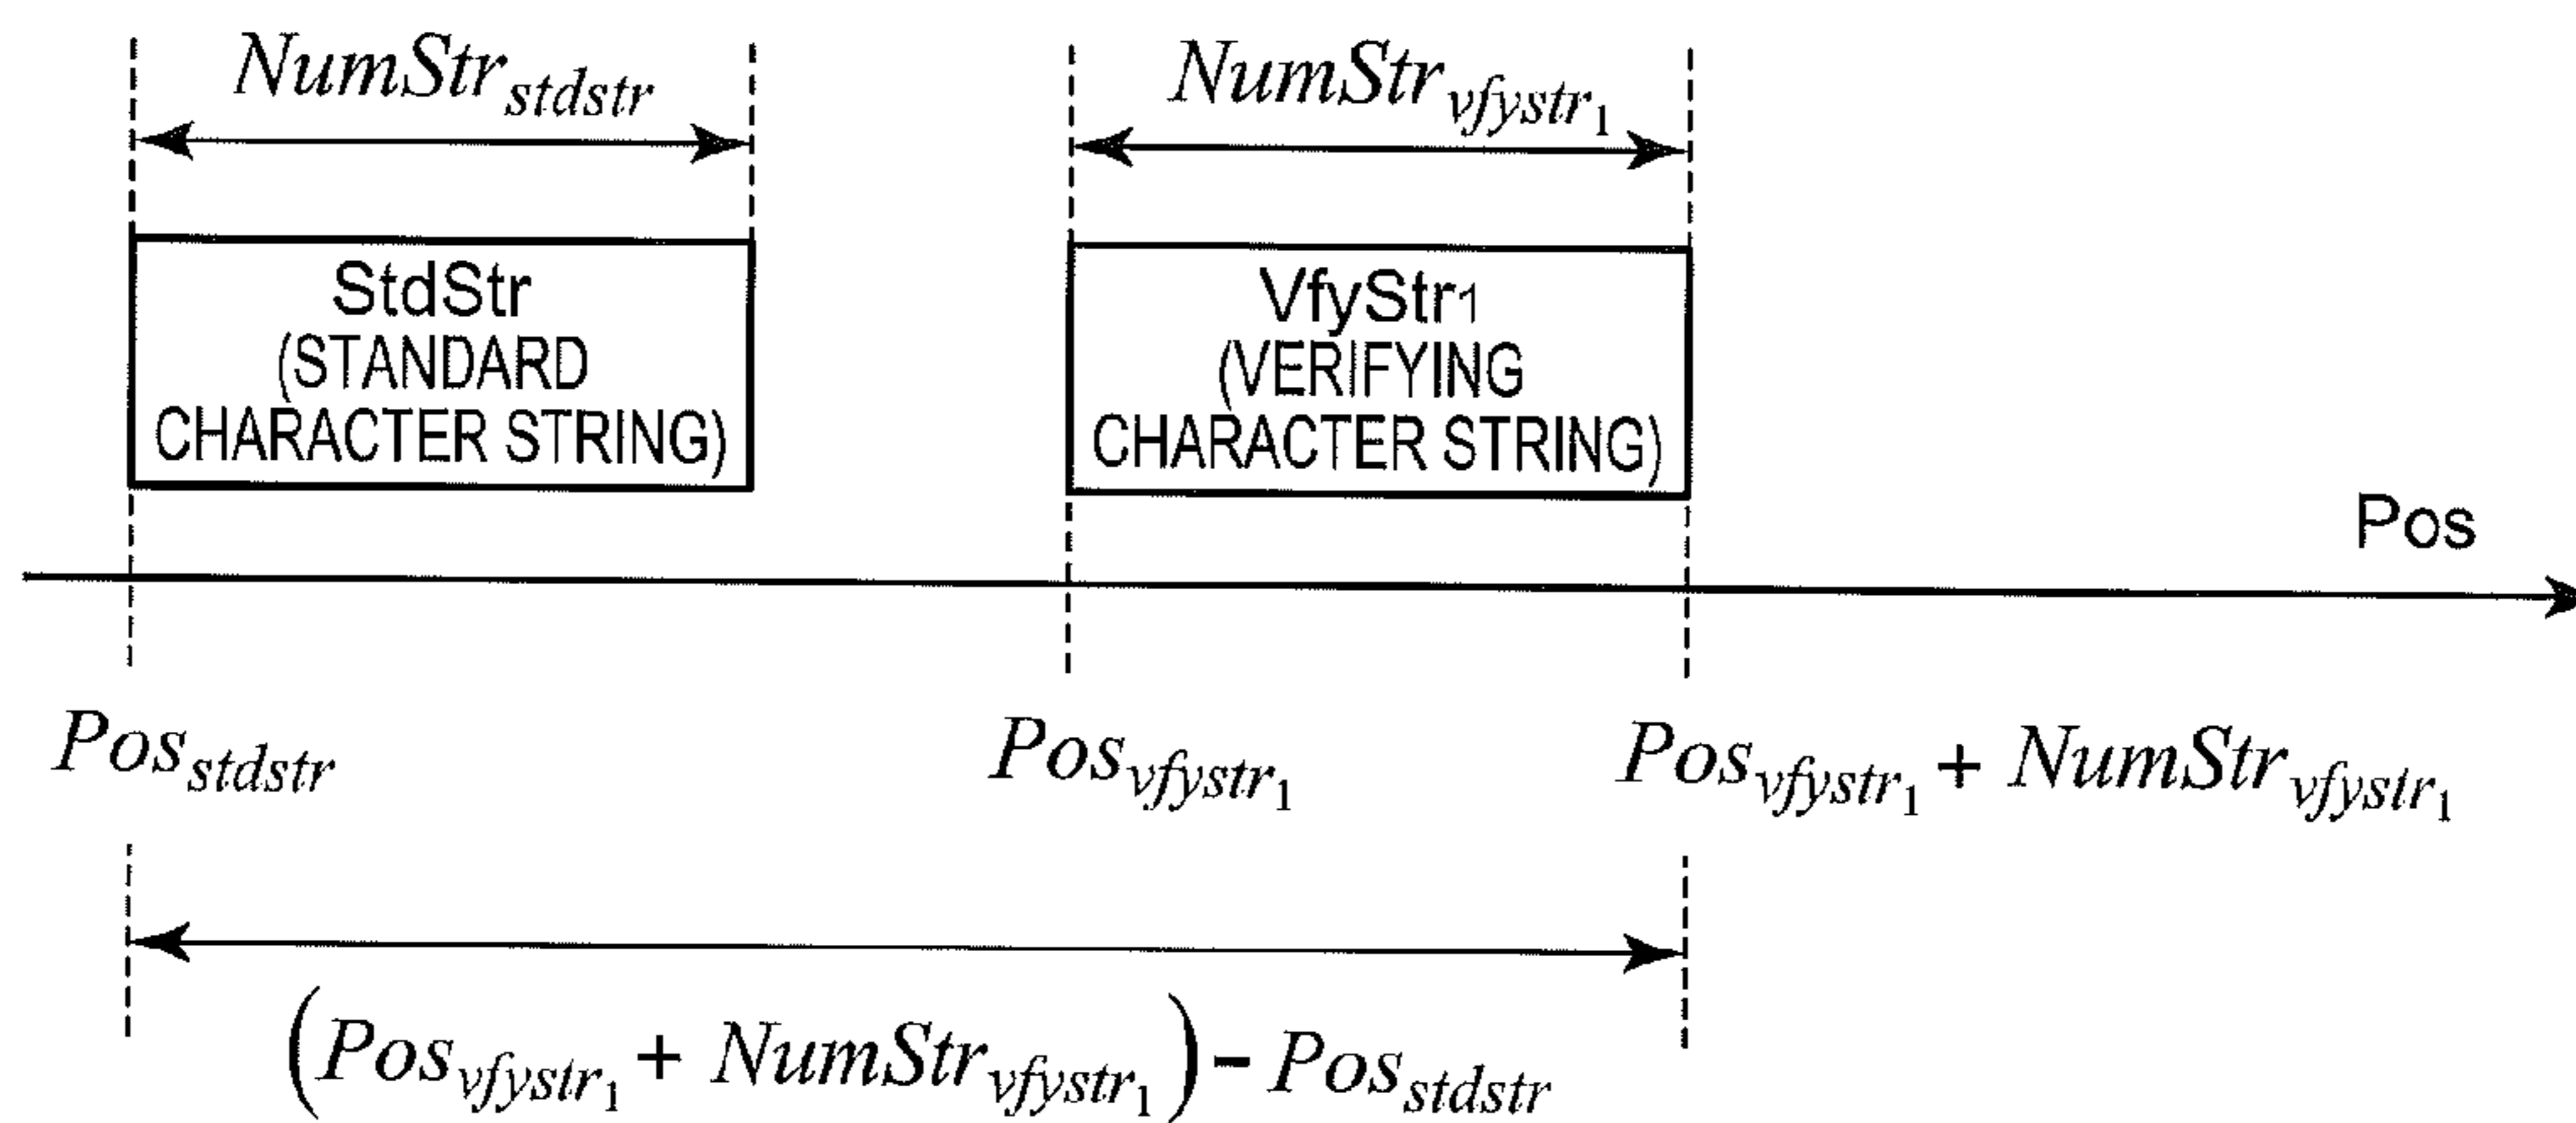 NumStr_stdstr
NumStr_vfystr₁
StdStr
(STANDARD
CHARACTER STRING)
VfyStr₁
(VERIFYING
CHARACTER STRING)
Pos
Pos_stdstr
Pos_vfystr₁
Pos_vfystr₁ + NumStr_vfystr₁
(Pos_vfystr₁ + NumStr_vfystr₁) - Pos_stdstr